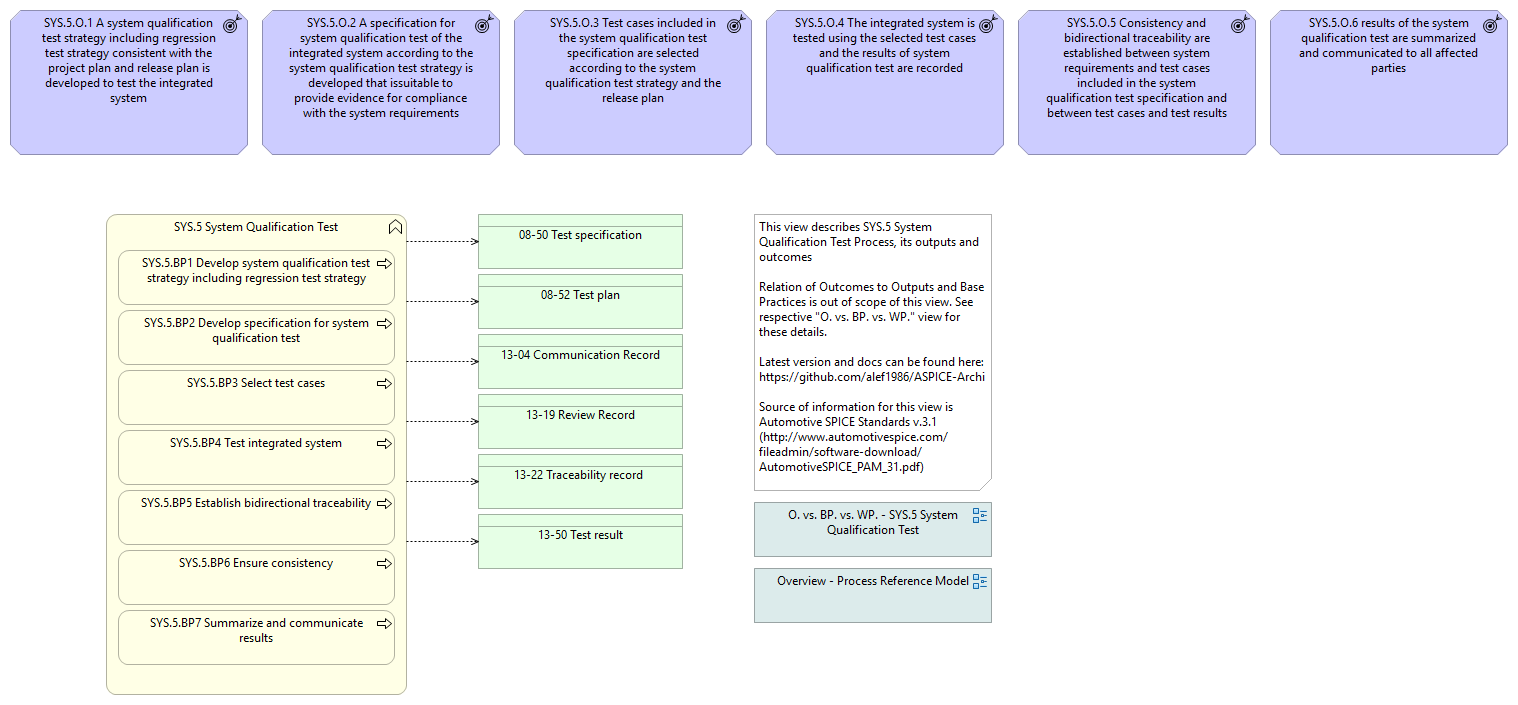 SYS.5.O.1 A system qualification
test strategy including regression
test strategy consistent with the
project plan and release plan is
developed to test the integrated
system
SYS.5.O.2 A specification for
system qualification test of the
integrated system according to the
system qualification test strategy is
developed that issuitable to
provide evidence for compliance
with the system requirements
SYS.5.O.3 Test cases included in
the system qualification test
specification are selected
according to the system
qualification test strategy and the
release plan
SYS.5.O.4 The integrated system is
tested using the selected test cases
and the results of system
qualification test are recorded
SYS.5.O.5 Consistency and
bidirectional traceability are
established between system
requirements and test cases
included in the system
qualification test specification and
between test cases and test results
SYS.5.O.6 results of the system
qualification test are summarized
and communicated to all affected
parties
SYS.5 System Qualification Test
SYS.5.BP1 Develop system qualification test
strategy including regression test strategy
SYS.5.BP2 Develop specification for system
qualification test
SYS.5.BP3 Select test cases
SYS.5.BP4 Test integrated system
SYS.5.BP5 Establish bidirectional traceability
SYS.5.BP6 Ensure consistency
SYS.5.BP7 Summarize and communicate
results
08-50 Test specification
08-52 Test plan
13-04 Communication Record
13-19 Review Record
13-22 Traceability record
13-50 Test result
This view describes SYS.5 System
Qualification Test Process, its outputs and
outcomes
Relation of Outcomes to Outputs and Base
Practices is out of scope of this view. See
respective "O. vs. BP. vs. WP." view for
these details.
Latest version and docs can be found here:
https://github.com/alef1986/ASPICE-Archi
Source of information for this view is
Automotive SPICE Standards v.3.1
(http://www.automotivespice.com/
fileadmin/software-download/
AutomotiveSPICE_PAM_31.pdf)
O. vs. BP. vs. WP. - SYS.5 System
Qualification Test
Overview - Process Reference Model